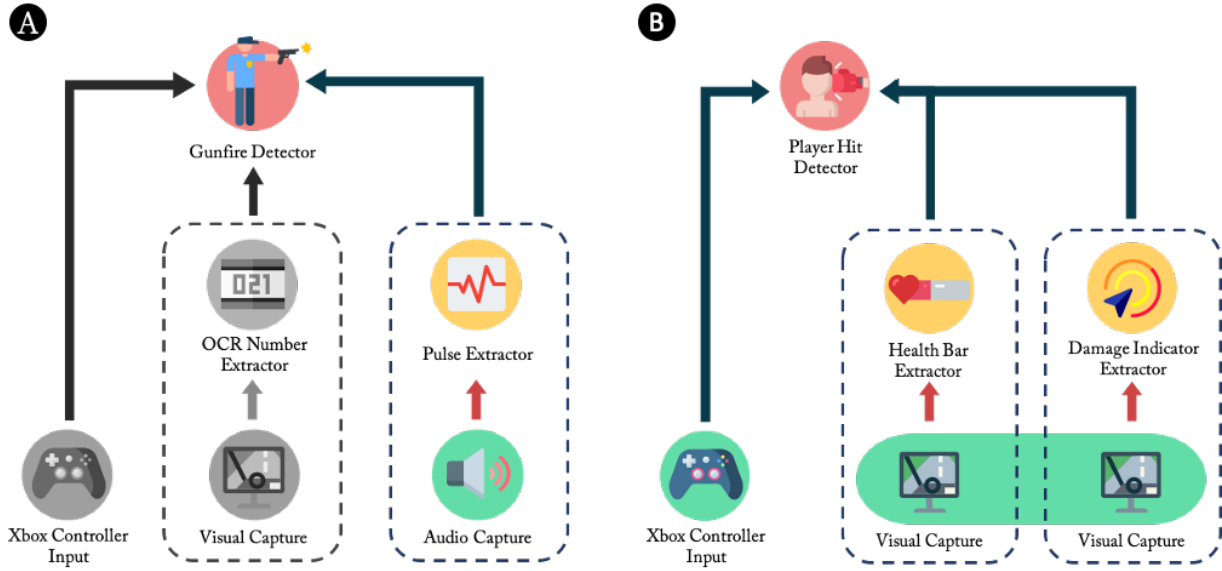 A
Gunfire Detector
021
OCR Number
Extractor
Pulse Extractor
Xbox Controller
Input
Visual Capture
Audio Capture
B
Player Hit
Detector
Health Bar
Extractor
Damage Indicator
Extractor
Xbox Controller
Input
Visual Capture
Visual Capture